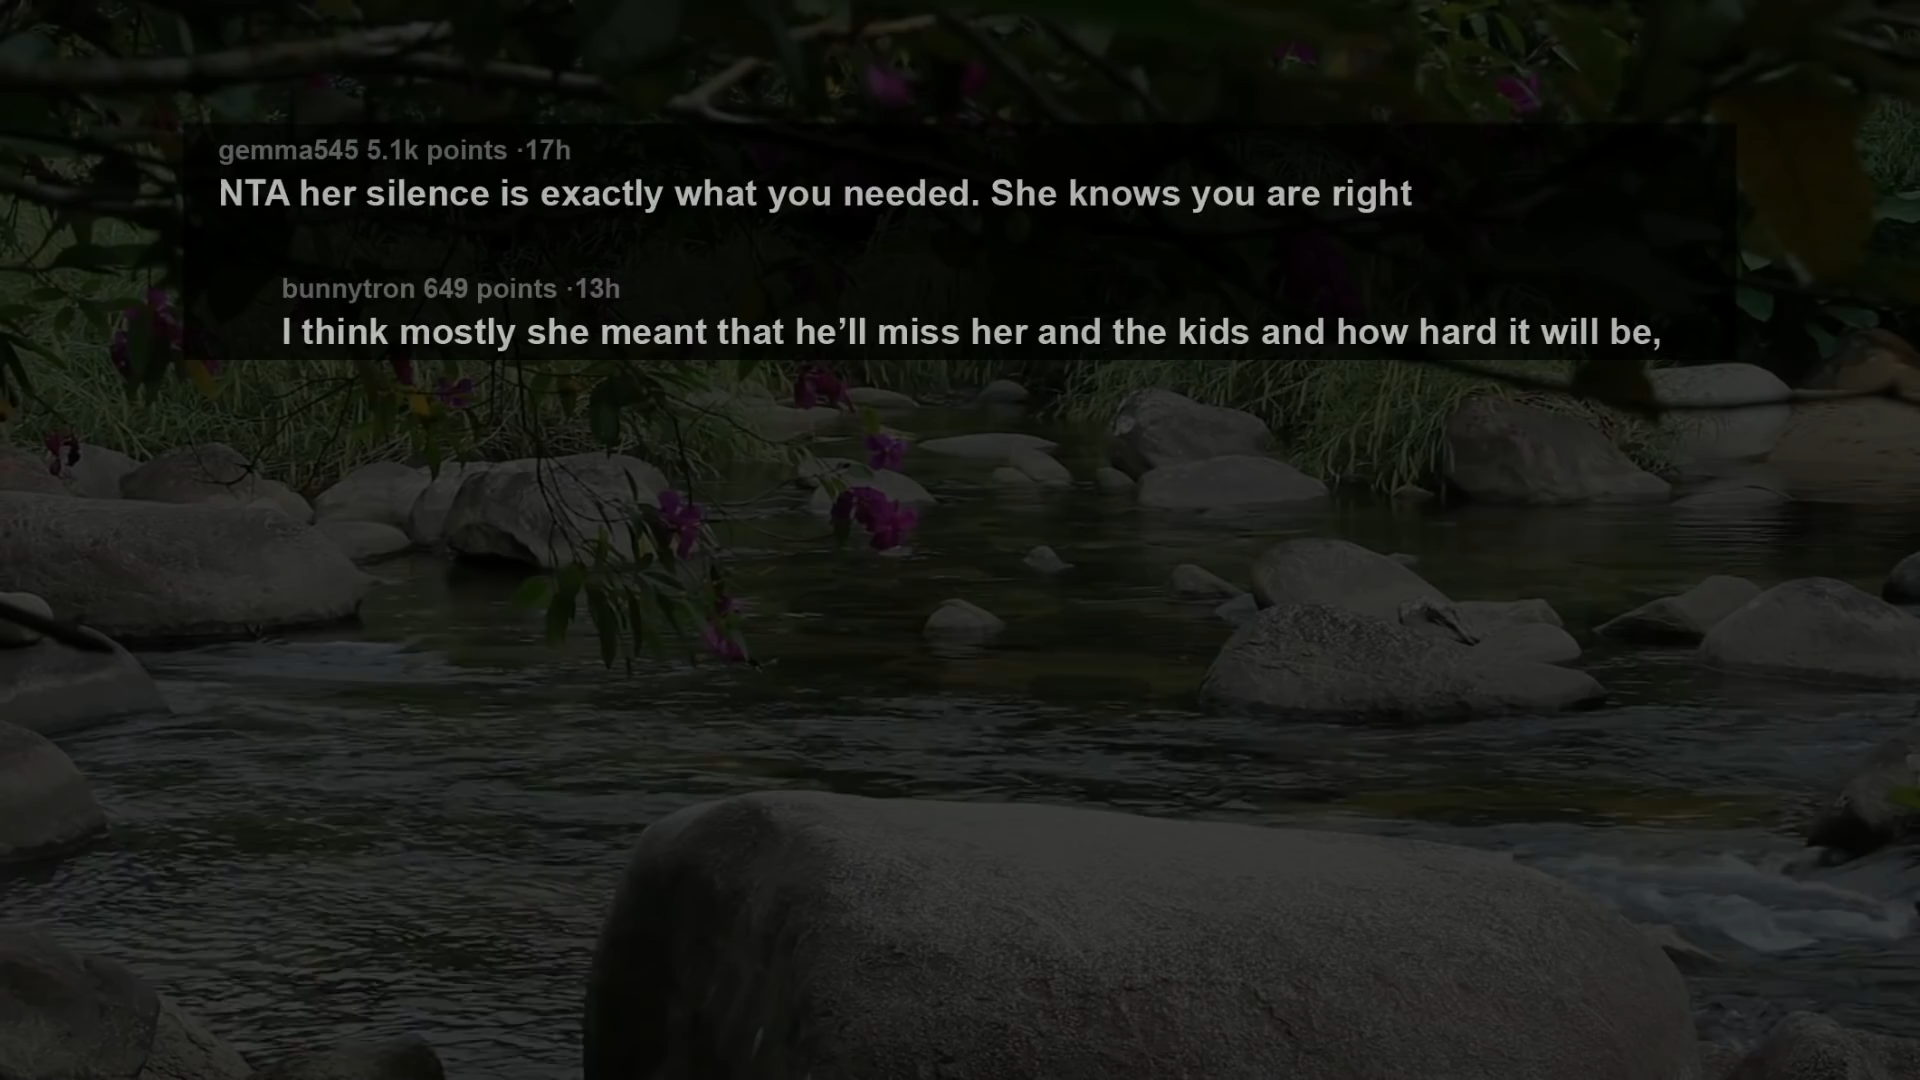 gemma545 5.1k points ·17h
NTA her silence is exactly what you needed. She knows you are right
bunnytron 649 points ·13h
I think mostly she meant that he’ll miss her and the kids and how hard it will be,